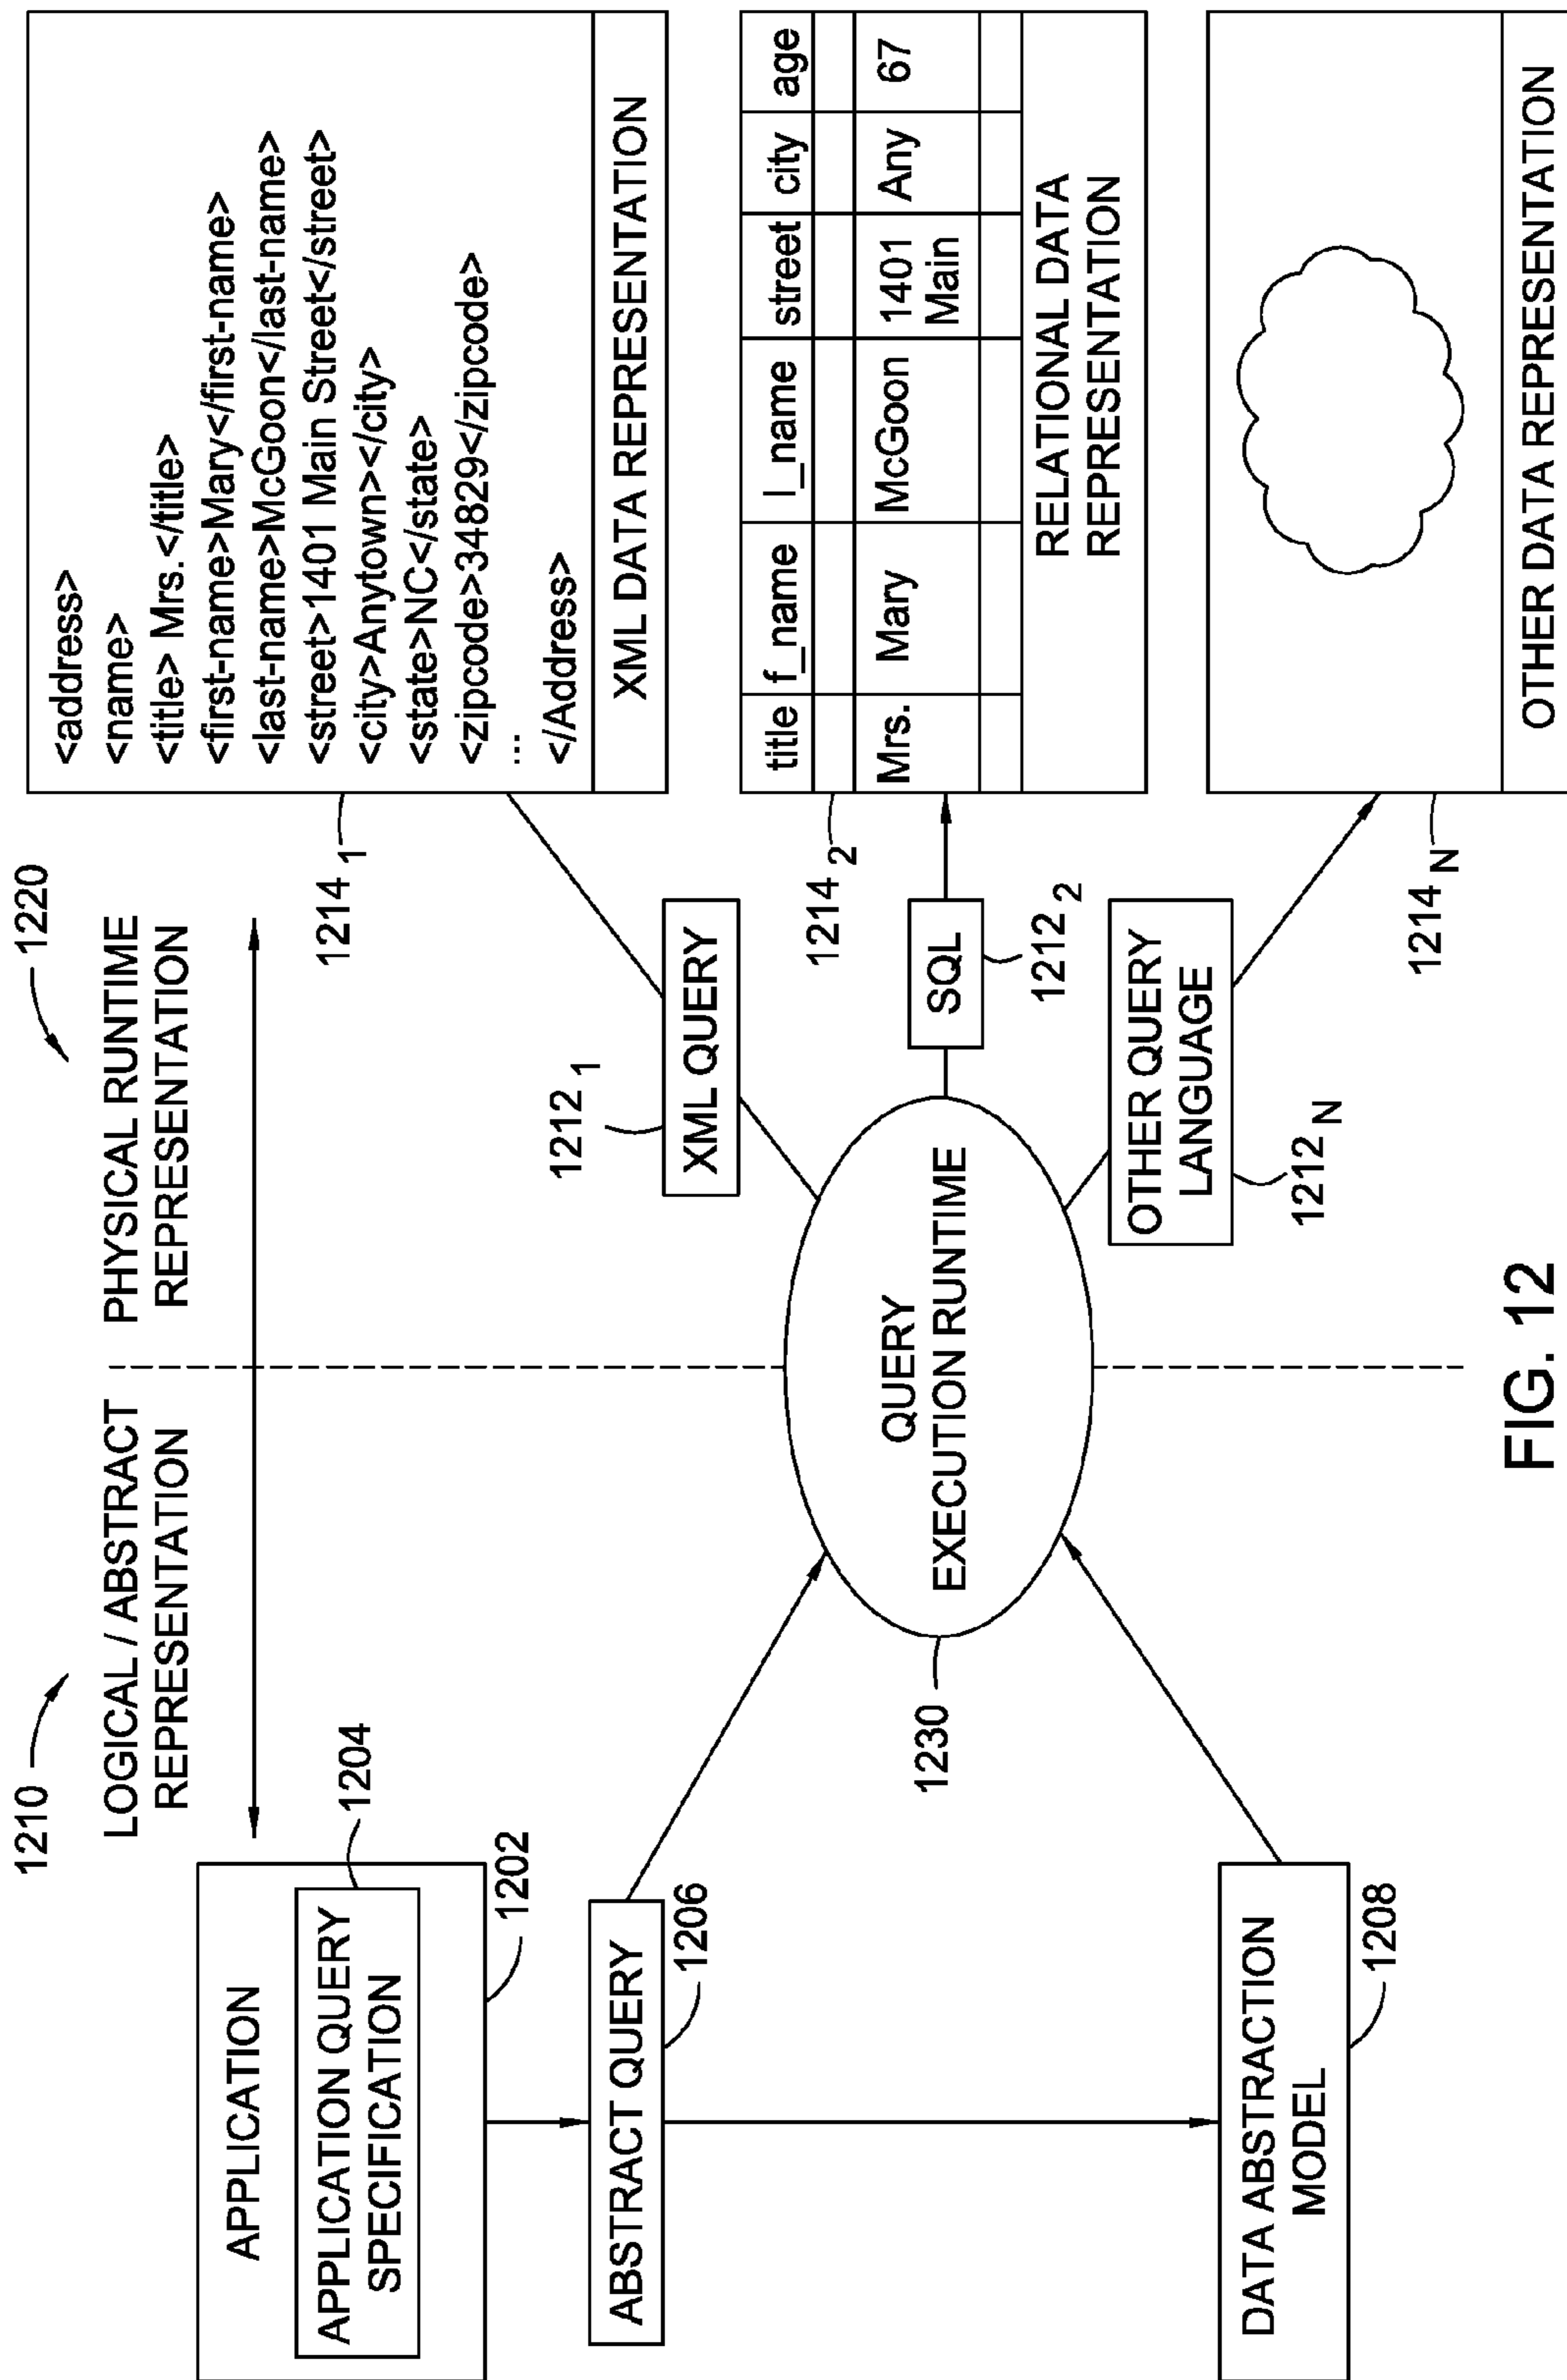 1210
LOGICAL / ABSTRACT
REPRESENTATION
1220
PHYSICAL RUNTIME
REPRESENTATION
APPLICATION
APPLICATION QUERY
SPECIFICATION
1204
1202
ABSTRACT QUERY
1206
DATA ABSTRACTION
MODEL
1208
QUERY
EXECUTION RUNTIME
1230
XML QUERY
1212 1
SQL
1212 2
OTHER QUERY
LANGUAGE
1212 N
<address>
<name>
<title> Mrs.</title>
<first-name>Mary</first-name>
<last-name>McGoon</last-name>
<street>1401 Main Street</street>
<city>Anytown></city>
<state>NC</state>
<zipcode>34829</zipcode>
...
</Address>
XML DATA REPRESENTATION
1214 1
title f_name l_name street city age
Mrs. Mary McGoon 1401 Main Any 67
RELATIONAL DATA
REPRESENTATION
1214 2
OTHER DATA REPRESENTATION
1214 N
FIG. 12